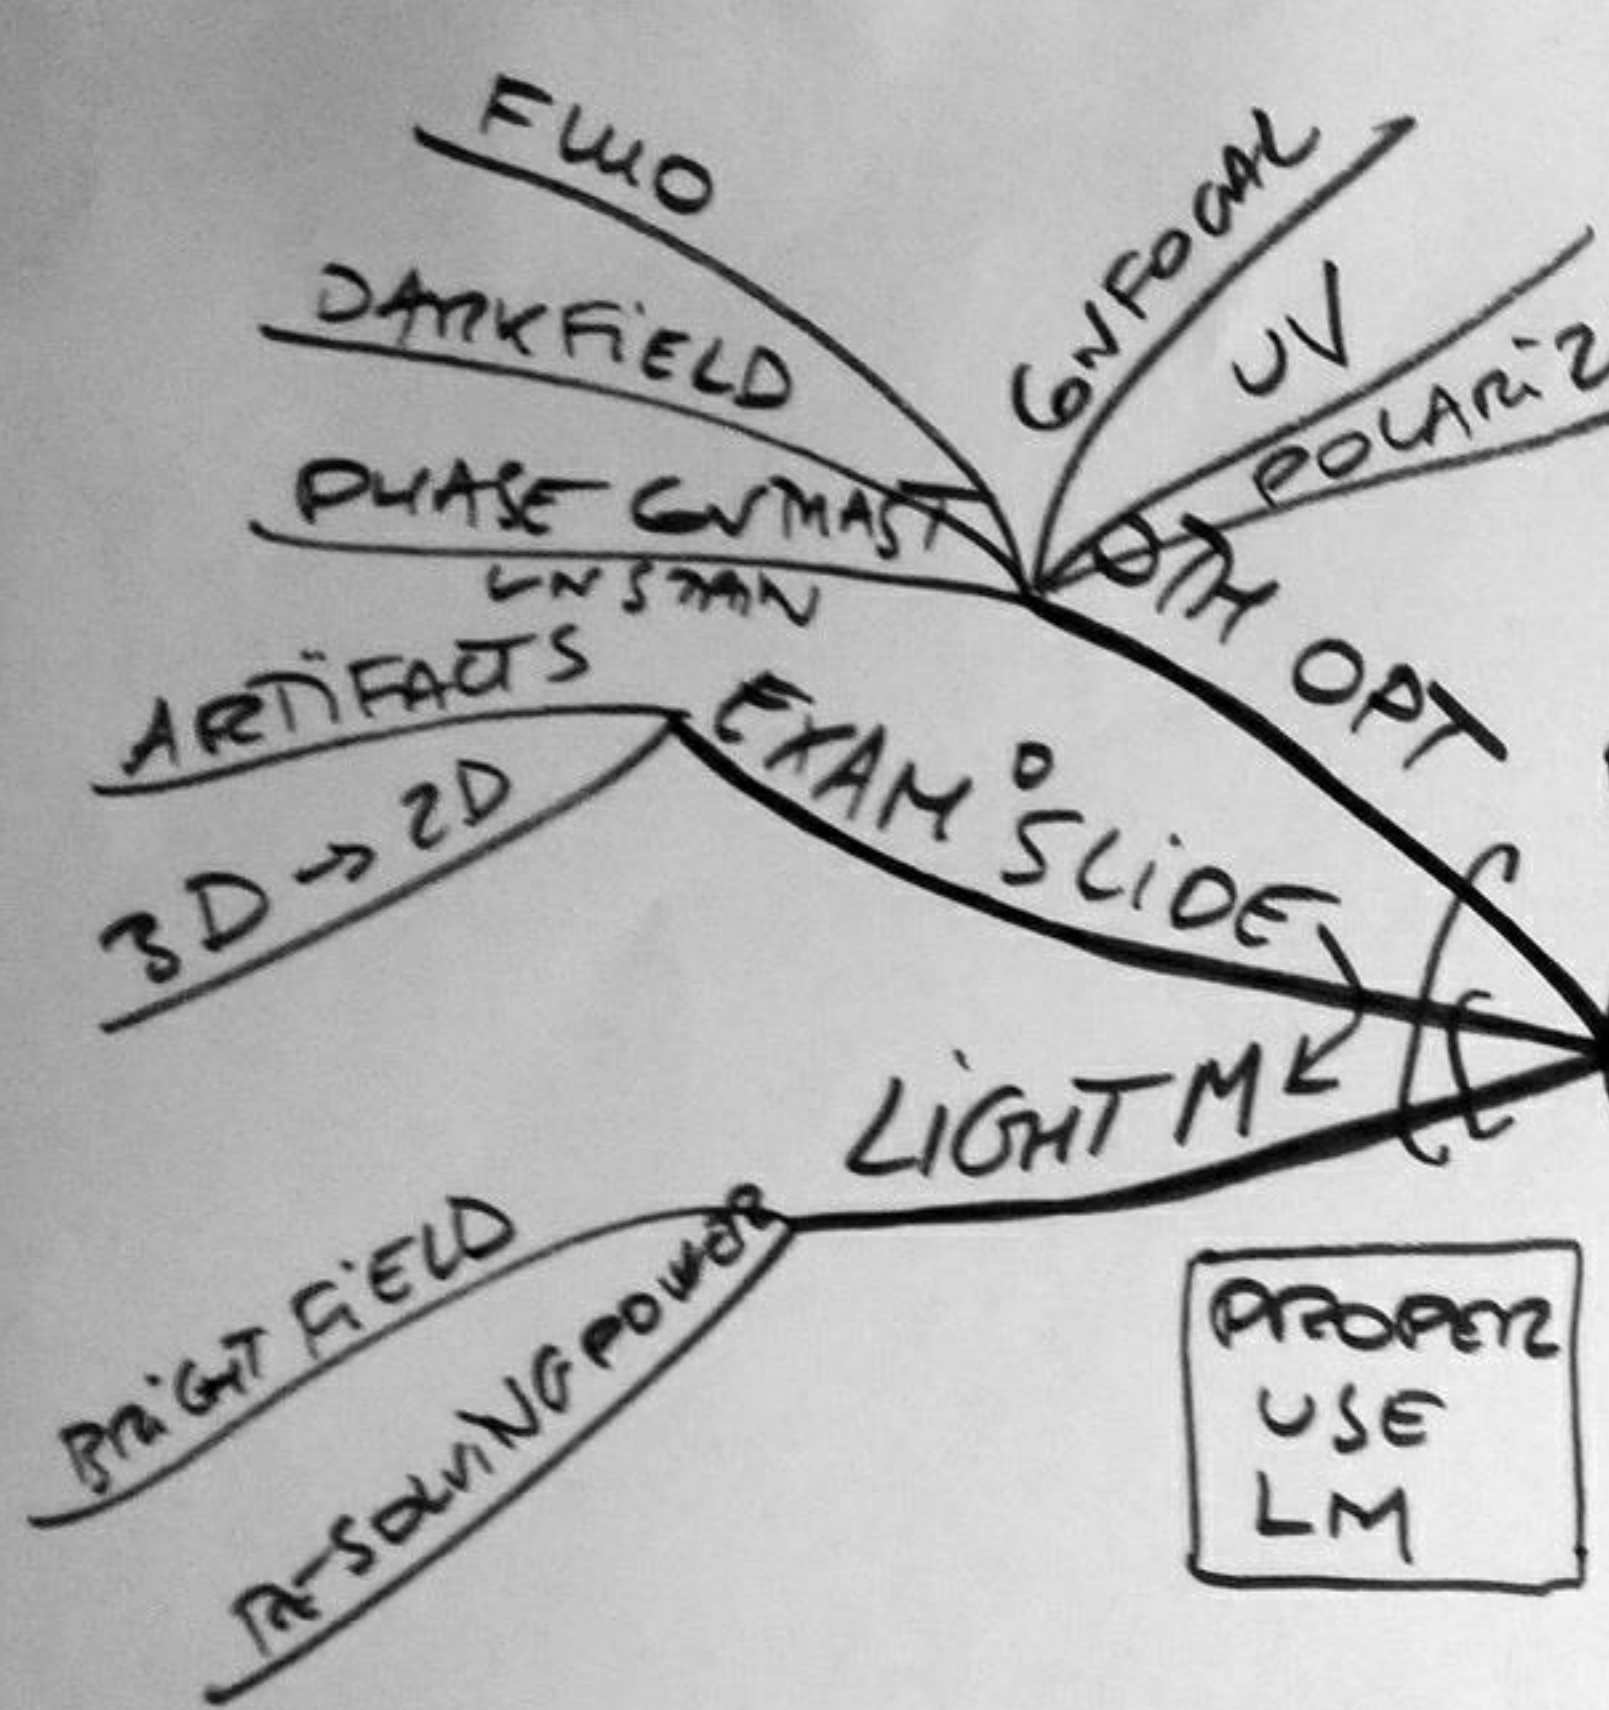 FLUO
DARKFIELD
PHASE CONTRAST
UNSTAIN
CONFOCAL
UV
POLARIZ
OTH OPT
ARTIFACTS
3D → 2D
EXAM O SLIDE
LIGHT M
BRIGHT FIELD
RESOLVING POWER
PROPER
USE
LM